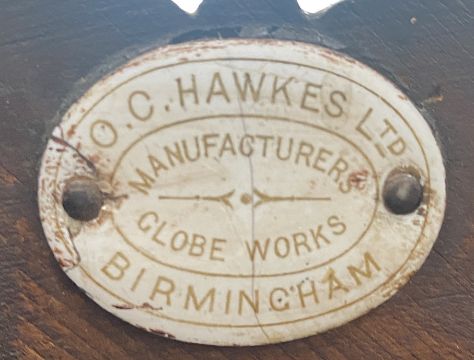 O.C. HAWKES LTD
MANUFACTURERS
GLOBE WORKS
BIRMINGHAM